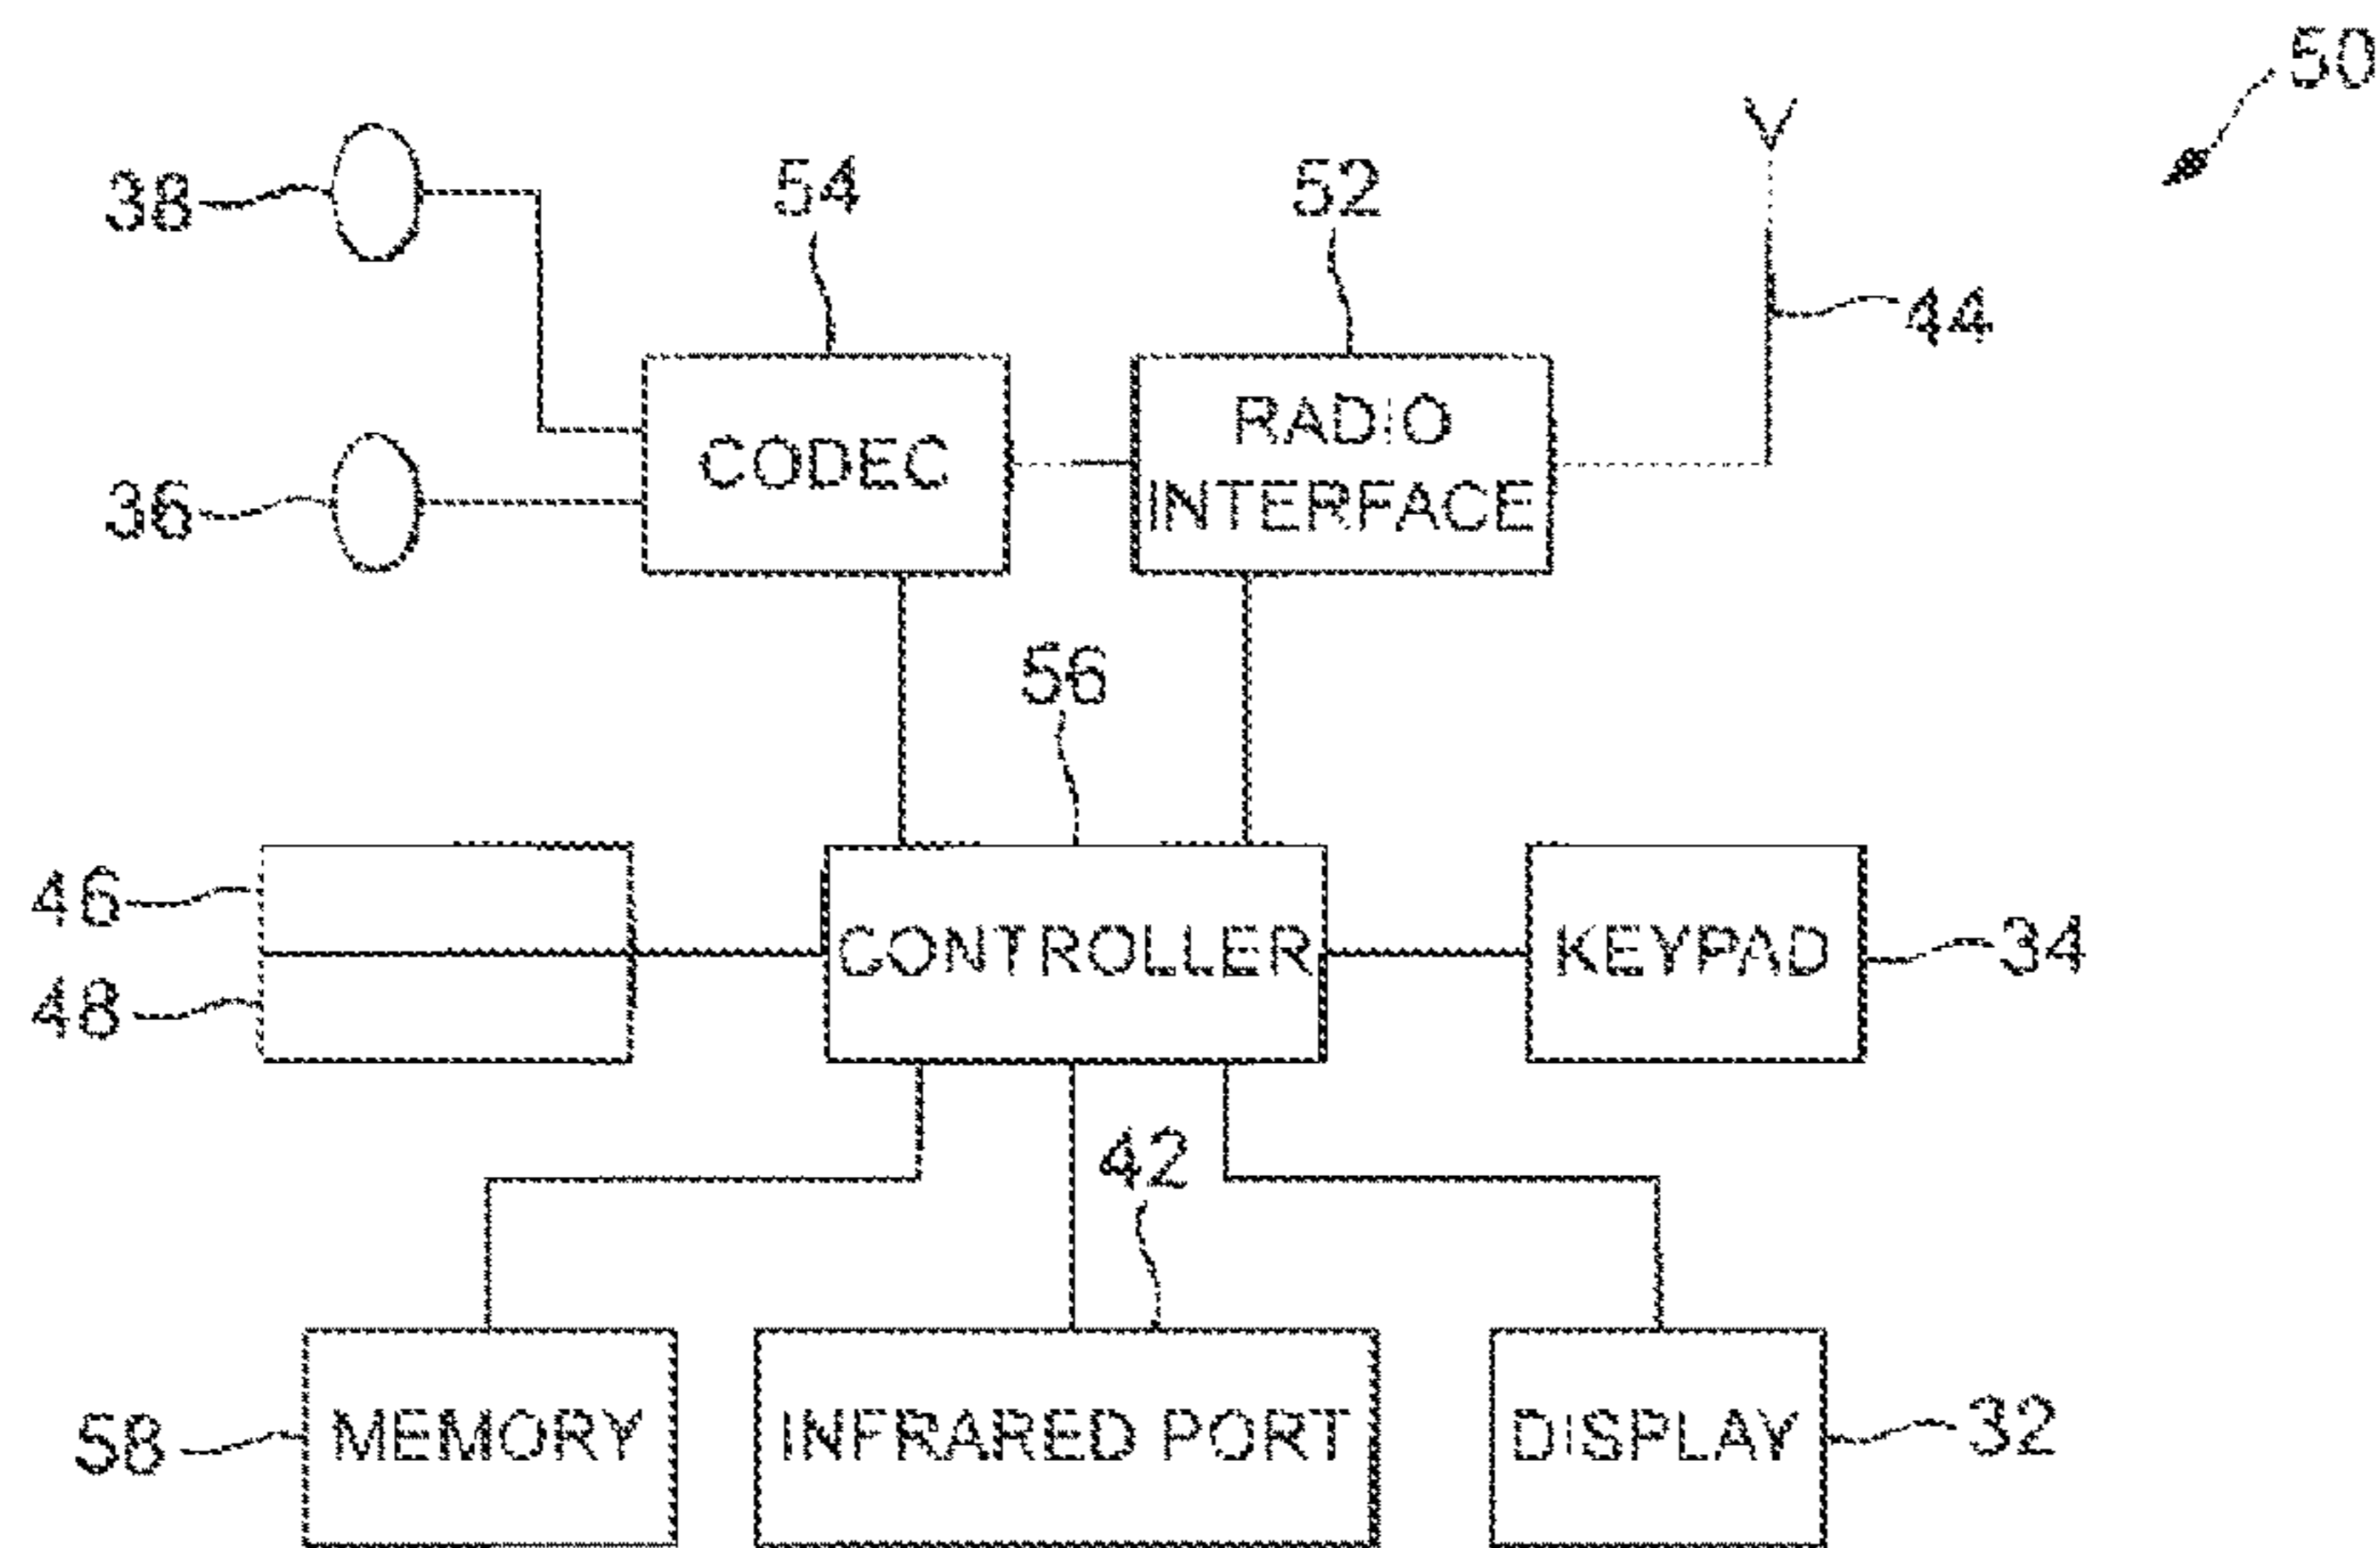 50
38
54
52
44
CODEC
RADIO
INTERFACE
36
56
46
48
CONTROLLER
KEYPAD
34
42
58
MEMORY
INFRARED PORT
DISPLAY
32